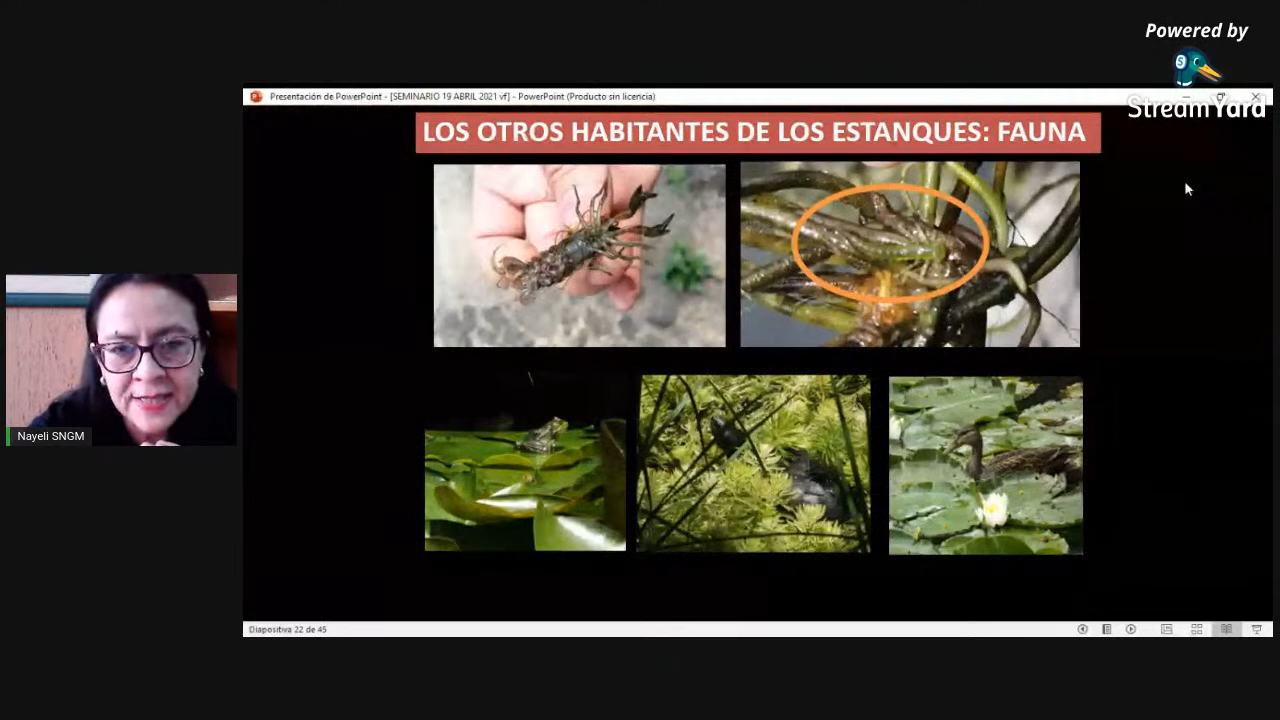 Powered by
StreamYard
Presentación de PowerPoint - [SEMINARIO 19 ABRIL 2021 vf] - PowerPoint (Producto sin licencia)
LOS OTROS HABITANTES DE LOS ESTANQUES: FAUNA
Nayeli SNGM
Diapositiva 22 de 45